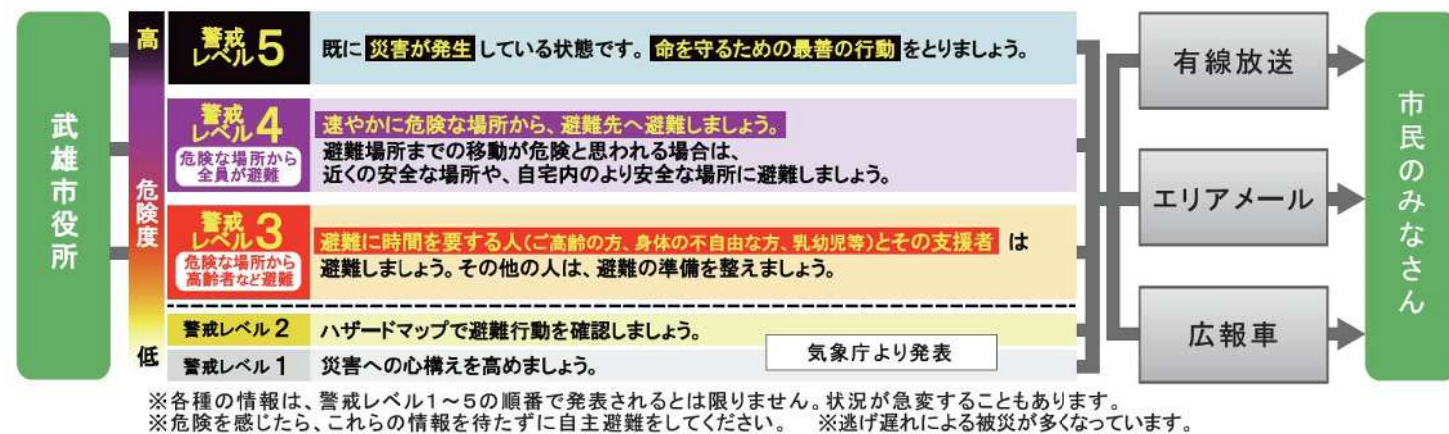 武雄市役所
高
危険度
低
警戒レベル5
既に災害が発生している状態です。命を守るための最善の行動をとりましょう。
警戒レベル4
危険な場所から
全員が避難
速やかに危険な場所から、避難先へ避難しましょう。
避難場所までの移動が危険と思われる場合は、
近くの安全な場所や、自宅内のより安全な場所に避難しましょう。
警戒レベル3
危険な場所から
高齢者など避難
避難に時間を要する人(ご高齢の方、身体の不自由な方、乳幼児等)とその支援者 は
避難しましょう。その他の人は、避難の準備を整えましょう。
警戒レベル 2
ハザードマップで避難行動を確認しましょう。
警戒レベル 1
災害への心構えを高めましょう。
気象庁より発表
有線放送
エリアメール
広報車
市民のみなさん
※各種の情報は、警戒レベル1〜5の順番で発表されるとは限りません。状況が急変することもあります。
※危険を感じたら、これらの情報を待たずに自主避難をしてください。 ※逃げ遅れによる被災が多くなっています。